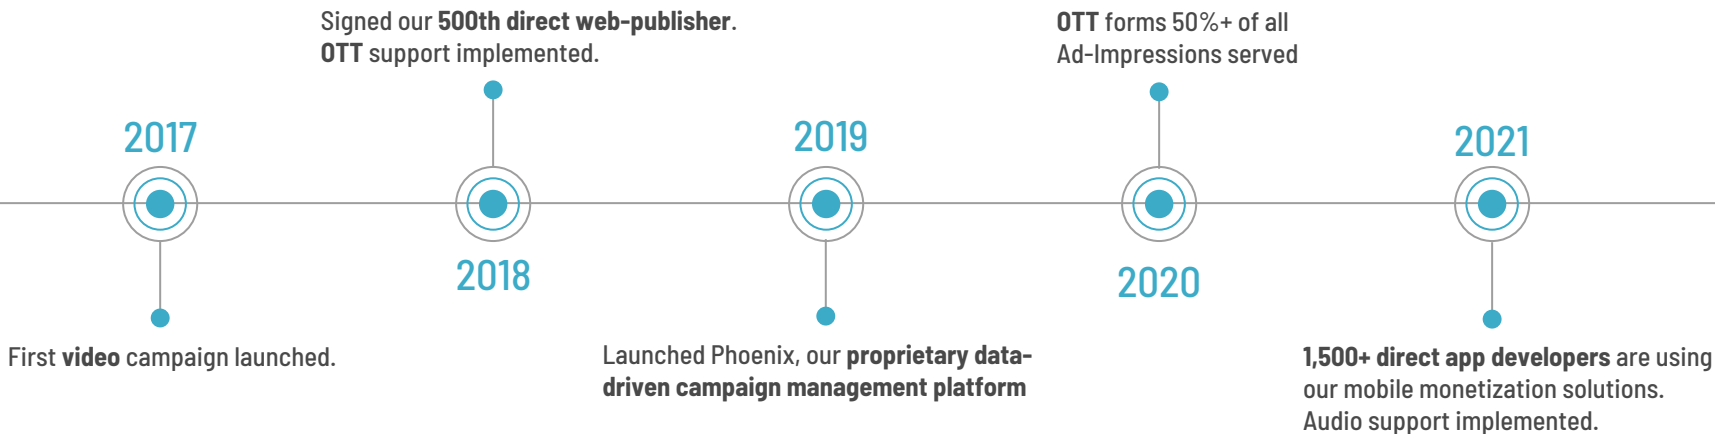 2017
First video campaign launched.
Signed our 500th direct web-publisher.
OTT support implemented.
2018
2019
Launched Phoenix, our proprietary data-
driven campaign management platform
OTT forms 50%+ of all
Ad-Impressions served
2020
2021
1,500+ direct app developers are using
our mobile monetization solutions.
Audio support implemented.